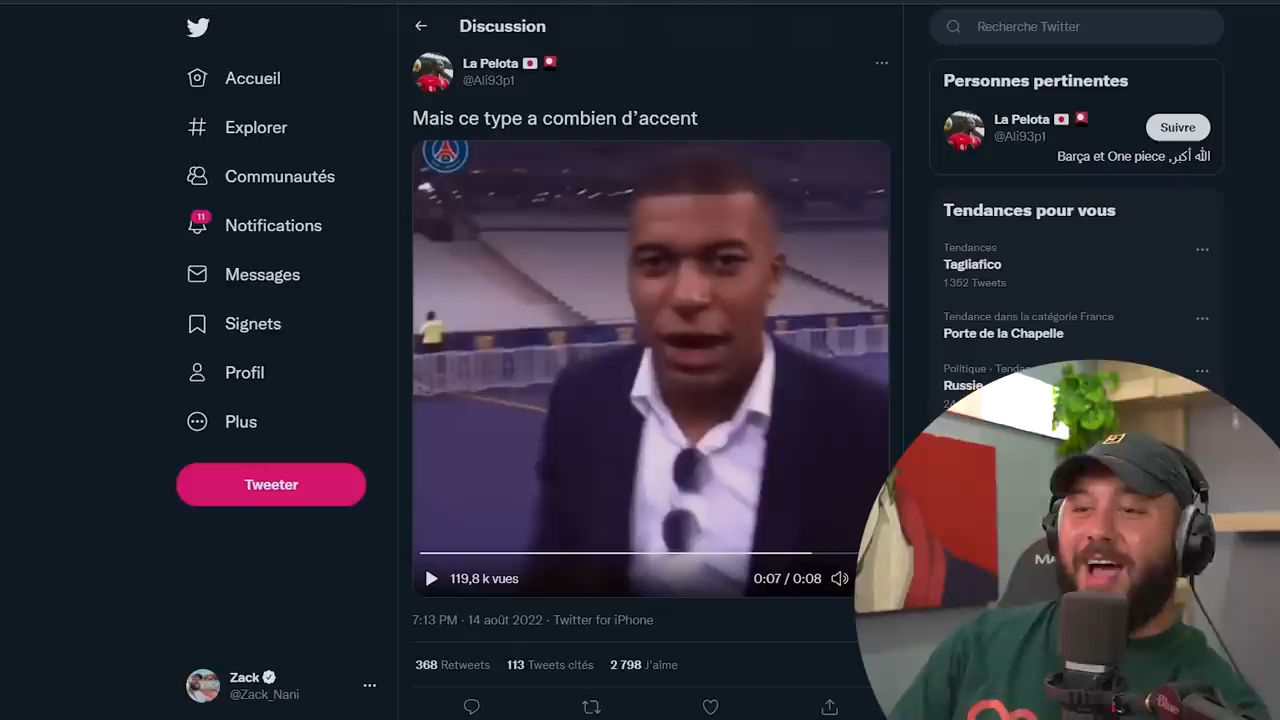 Accueil
Explorer
Communautés
11
Notifications
Messages
Signets
Profil
Plus
Tweeter
Zack
@Zack_Nani
Discussion
La Pelota
@Ali93p1
Mais ce type a combien d’accent
119,8 k vues
0:07 / 0:08
7:13 PM · 14 août 2022 · Twitter for iPhone
368 Retweets 113 Tweets cités 2 798 J'aime
Recherche Twitter
Personnes pertinentes
La Pelota
@Ali93p1
Suivre
Barça et One piece ,الله أكبر
Tendances pour vous
Tendances
Tagliafico
1 352 Tweets
Tendance dans la catégorie France
Porte de la Chapelle
Politique · Tenda
Russie